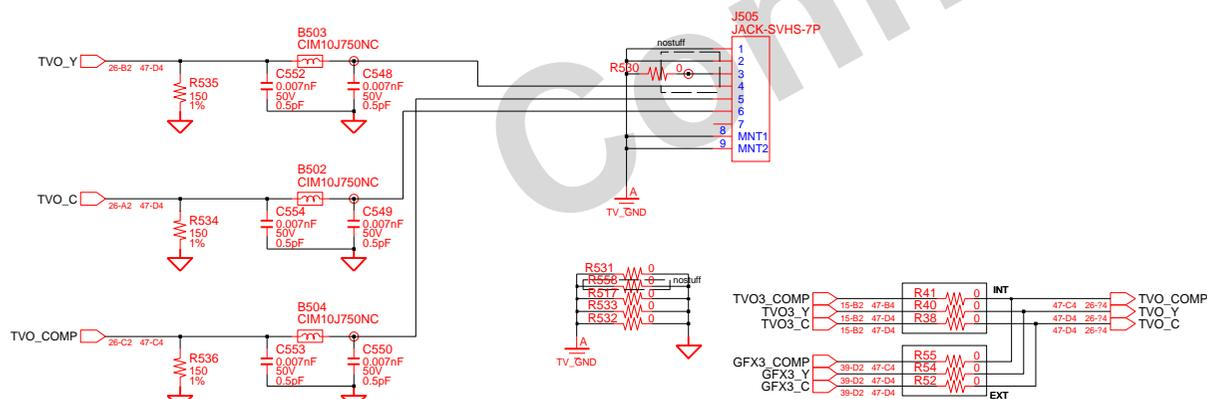 J505
JACK-SVHS-7P
B503
CIM10J750NC
nostuff
1
2
3
4
5
6
7
8
MNT1
9
MNT2
R530
0
TVO_Y
26-B2 47-D4
R535
150
1%
C552
0.007nF
50V
0.5pF
C548
0.007nF
50V
0.5pF
B502
CIM10J750NC
TVO_C
26-A2 47-D4
R534
150
1%
C554
0.007nF
50V
0.5pF
C549
0.007nF
50V
0.5pF
A
TV_GND
B504
CIM10J750NC
TVO_COMP
26-C2 47-C4
R536
150
1%
C553
0.007nF
50V
0.5pF
C550
0.007nF
50V
0.5pF
R531 0
R558 0 nostuff
R517 0
R533 0
R532 0
A
TV_GND
INT
TVO3_COMP 15-B2 47-B4 R41 0 47-C4 26-?4 TVO_COMP
TVO3_Y 15-B2 47-D4 R40 0 47-D4 26-?4 TVO_Y
TVO3_C 15-B2 47-D4 R38 0 47-D4 26-?4 TVO_C
GFX3_COMP 39-D2 47-C4 R55 0
GFX3_Y 39-D2 47-D4 R54 0
GFX3_C 39-D2 47-D4 R52 0
EXT